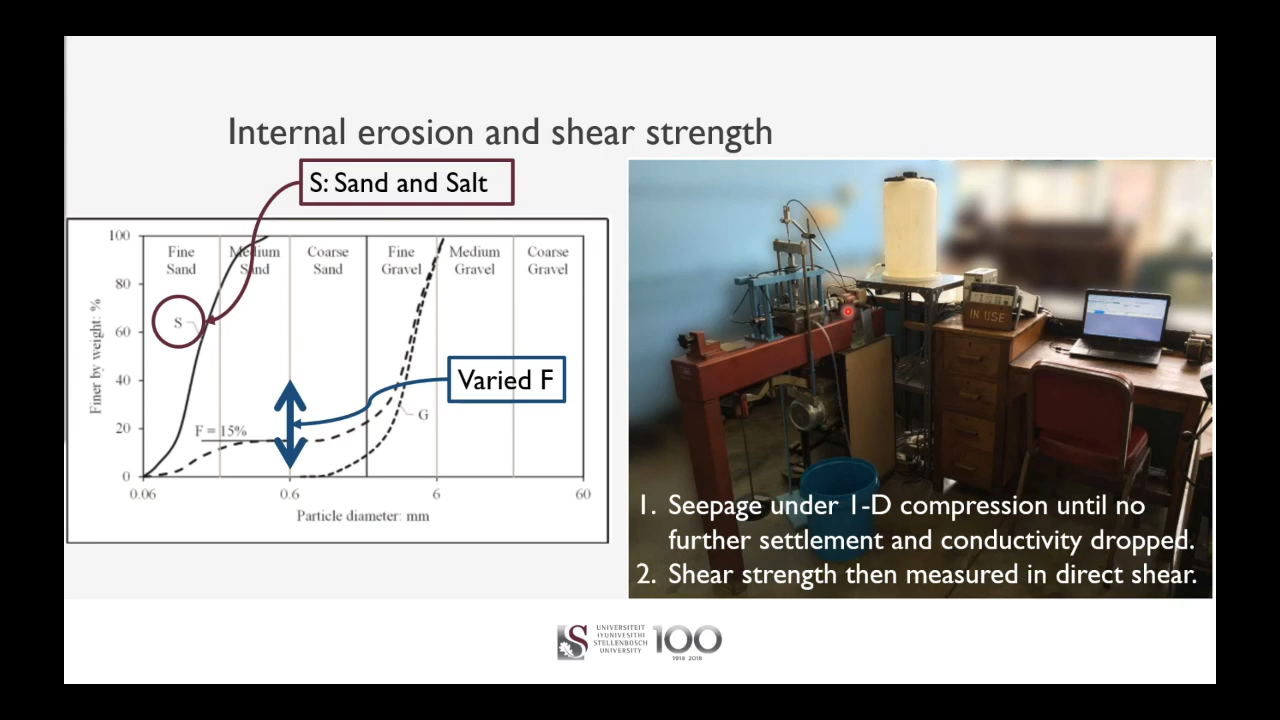 Internal erosion and shear strength
S: Sand and Salt
100
80
60
40
20
0
Finer by weight: %
Fine Sand
Medium Sand
Coarse Sand
Fine Gravel
Medium Gravel
Coarse Gravel
S
F = 15%
G
Varied F
0.06
0.6
6
60
Particle diameter: mm
IN USE
1. Seepage under 1-D compression until no
further settlement and conductivity dropped.
2. Shear strength then measured in direct shear.
UNIVERSITEIT
IYUNIVESITHI
STELLENBOSCH
UNIVERSITY
100
1918 2018